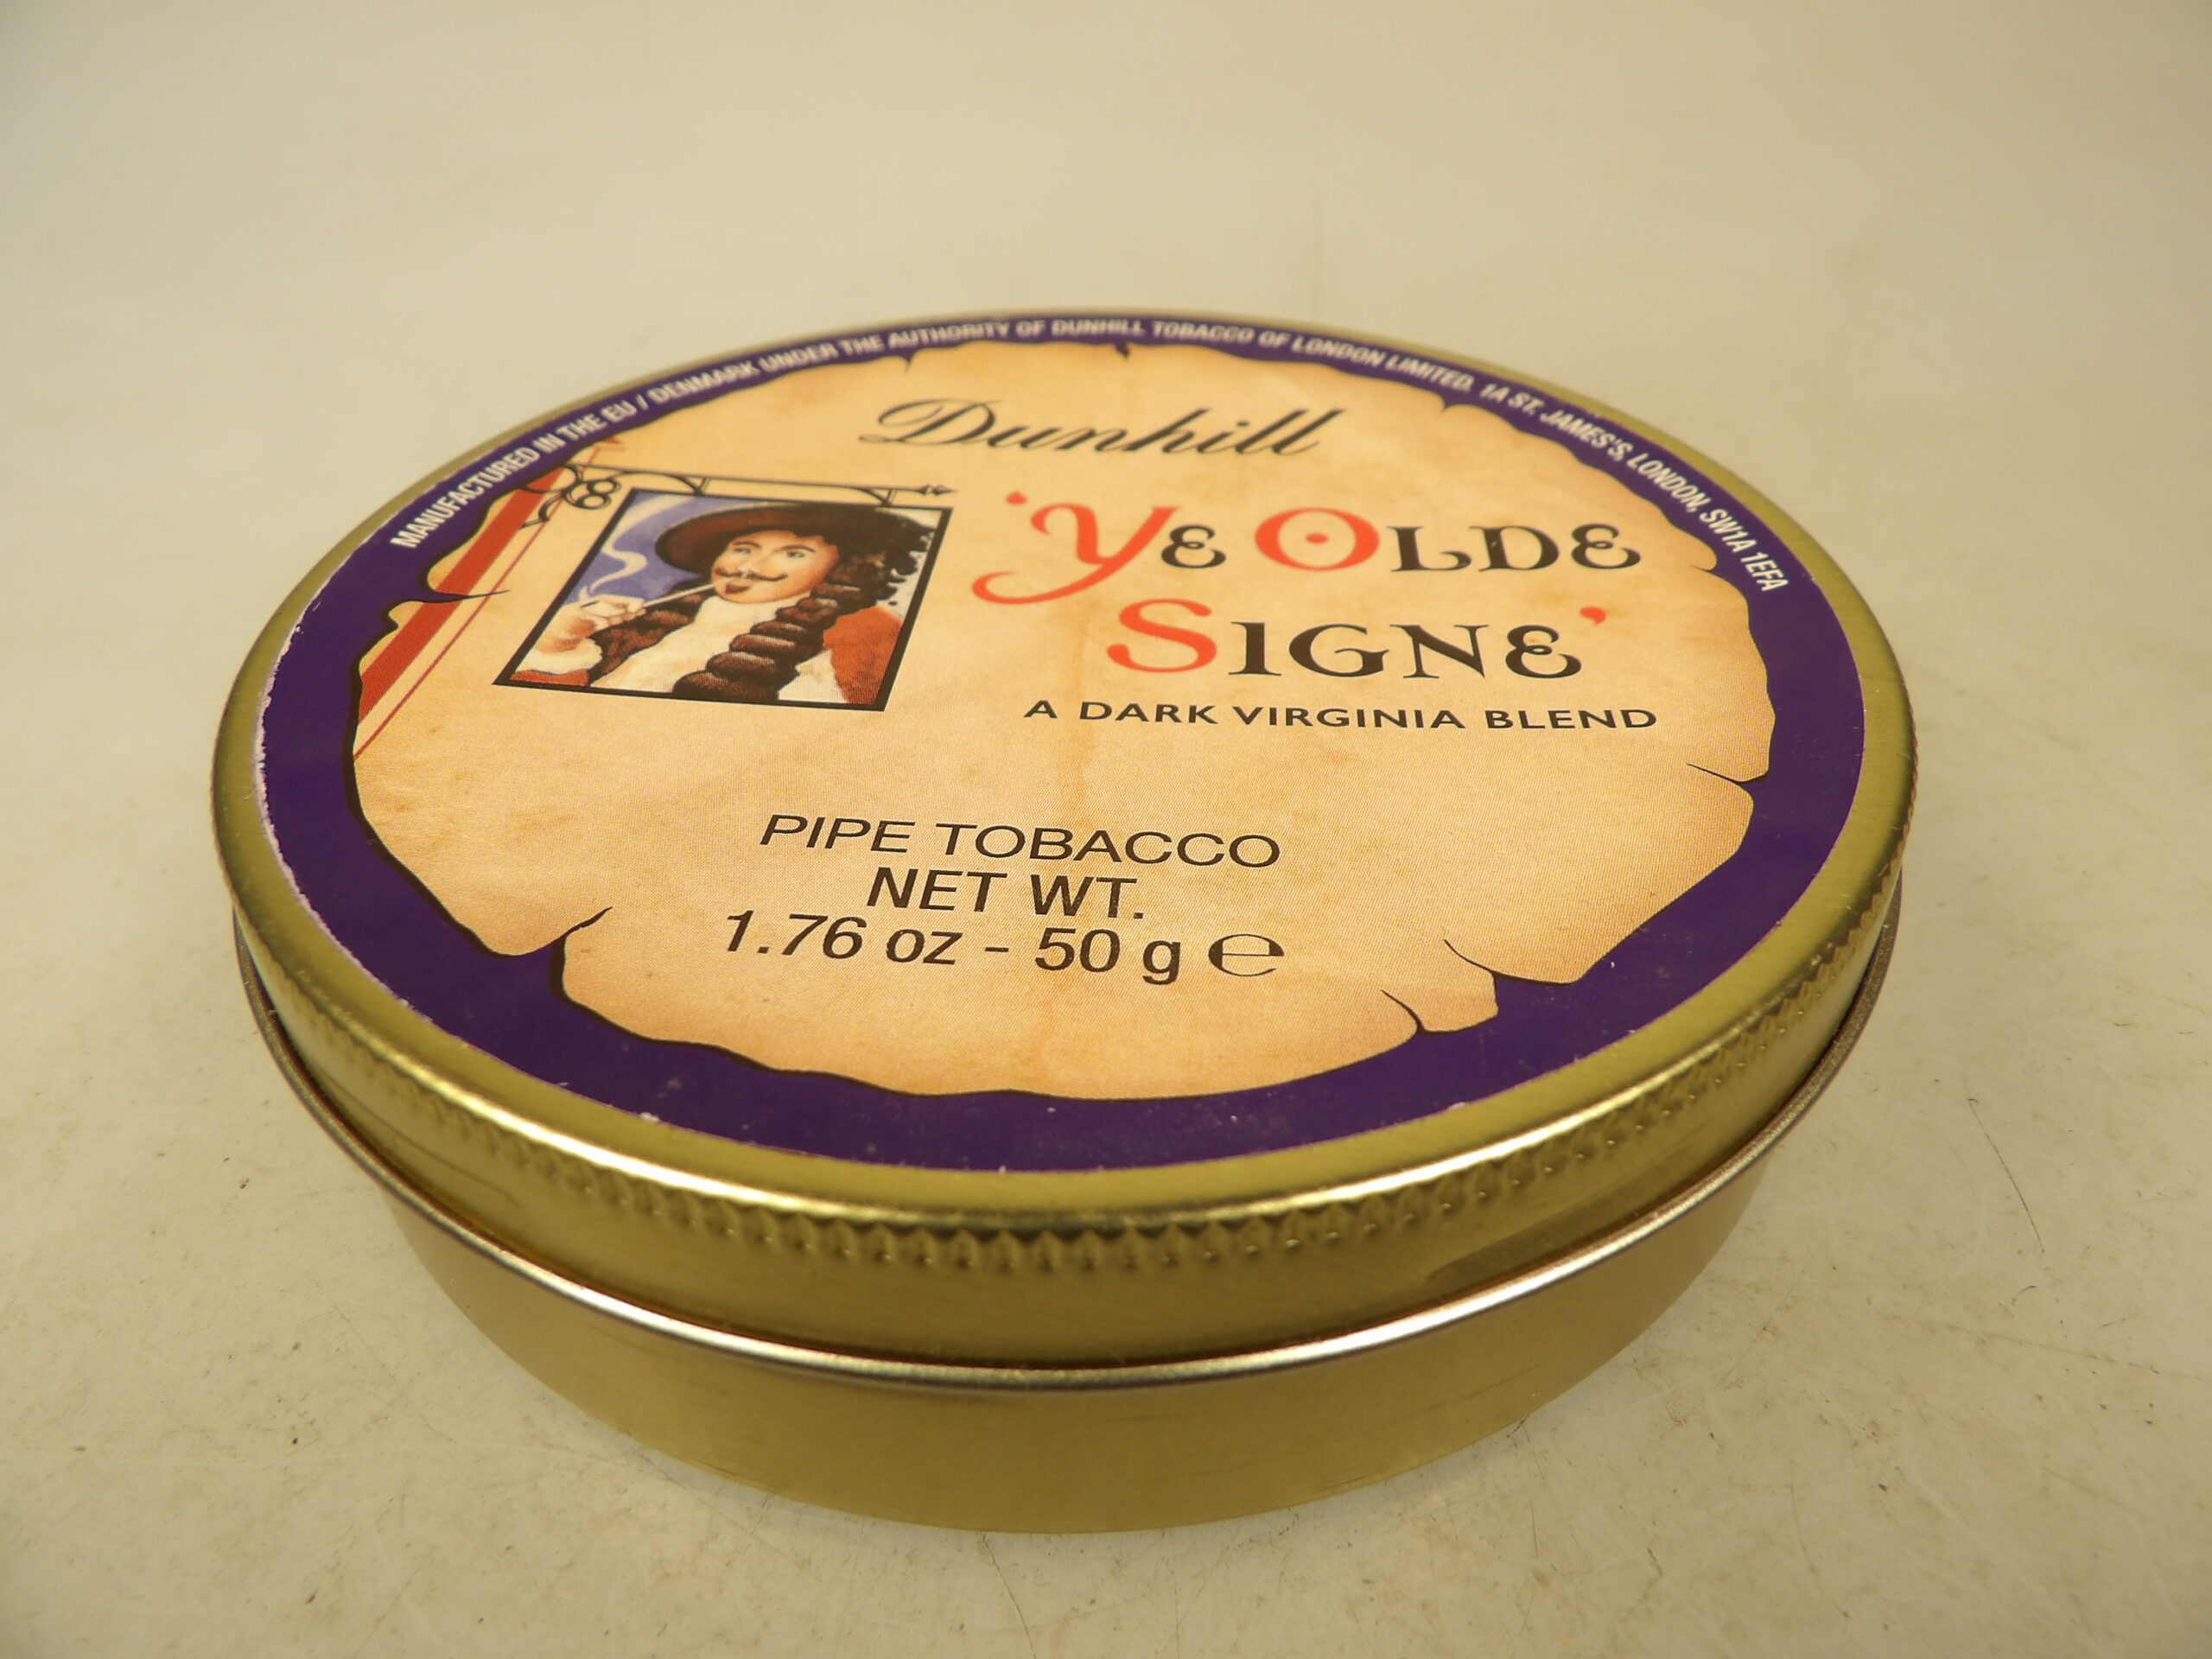 MANUFACTURED IN THE EU / DENMARK UNDER THE AUTHORITY OF DUNHILL TOBACCO OF LONDON LIMITED, 1A ST. JAMES'S, LONDON, SW1A 1EFA
Dunhill
'YE OLDE
SIGNE'
A DARK VIRGINIA BLEND
PIPE TOBACCO
NET WT.
1.76 oz - 50 g ℮